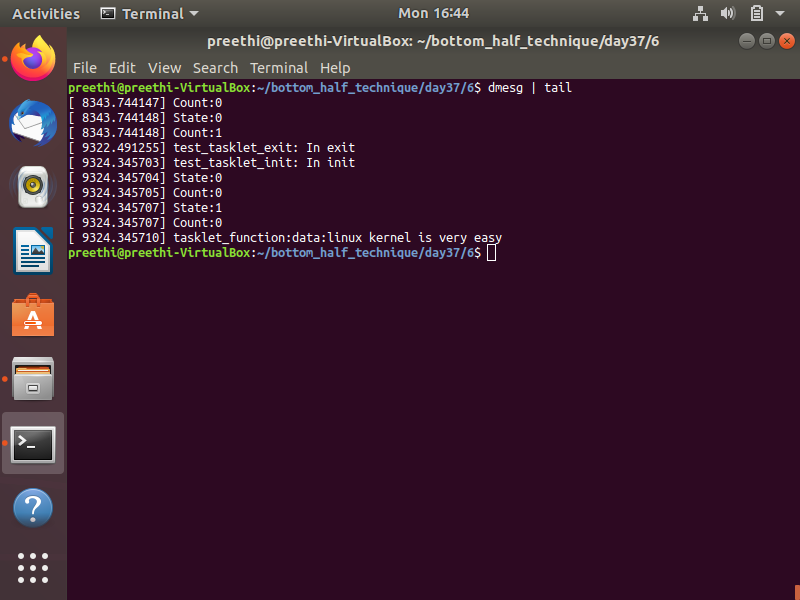 Activities Terminal Mon 16:44
preethi@preethi-VirtualBox: ~/bottom_half_technique/day37/6
File Edit View Search Terminal Help
preethi@preethi-VirtualBox:~/bottom_half_technique/day37/6$ dmesg | tail
[ 8343.744147] Count:0
[ 8343.744148] State:0
[ 8343.744148] Count:1
[ 9322.491255] test_tasklet_exit: In exit
[ 9324.345703] test_tasklet_init: In init
[ 9324.345704] State:0
[ 9324.345705] Count:0
[ 9324.345707] State:1
[ 9324.345707] Count:0
[ 9324.345710] tasklet_function:data:linux kernel is very easy
preethi@preethi-VirtualBox:~/bottom_half_technique/day37/6$